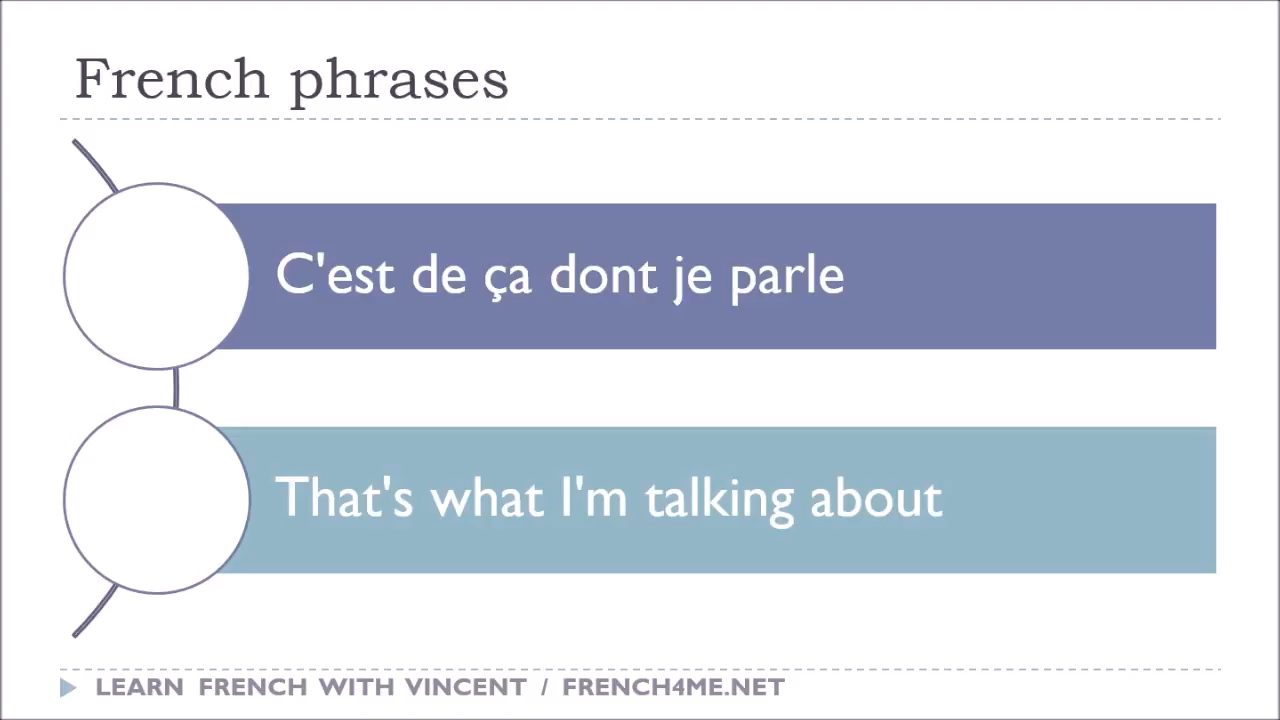 French phrases
C'est de ça dont je parle
That's what I'm talking about
LEARN FRENCH WITH VINCENT / FRENCH4ME.NET